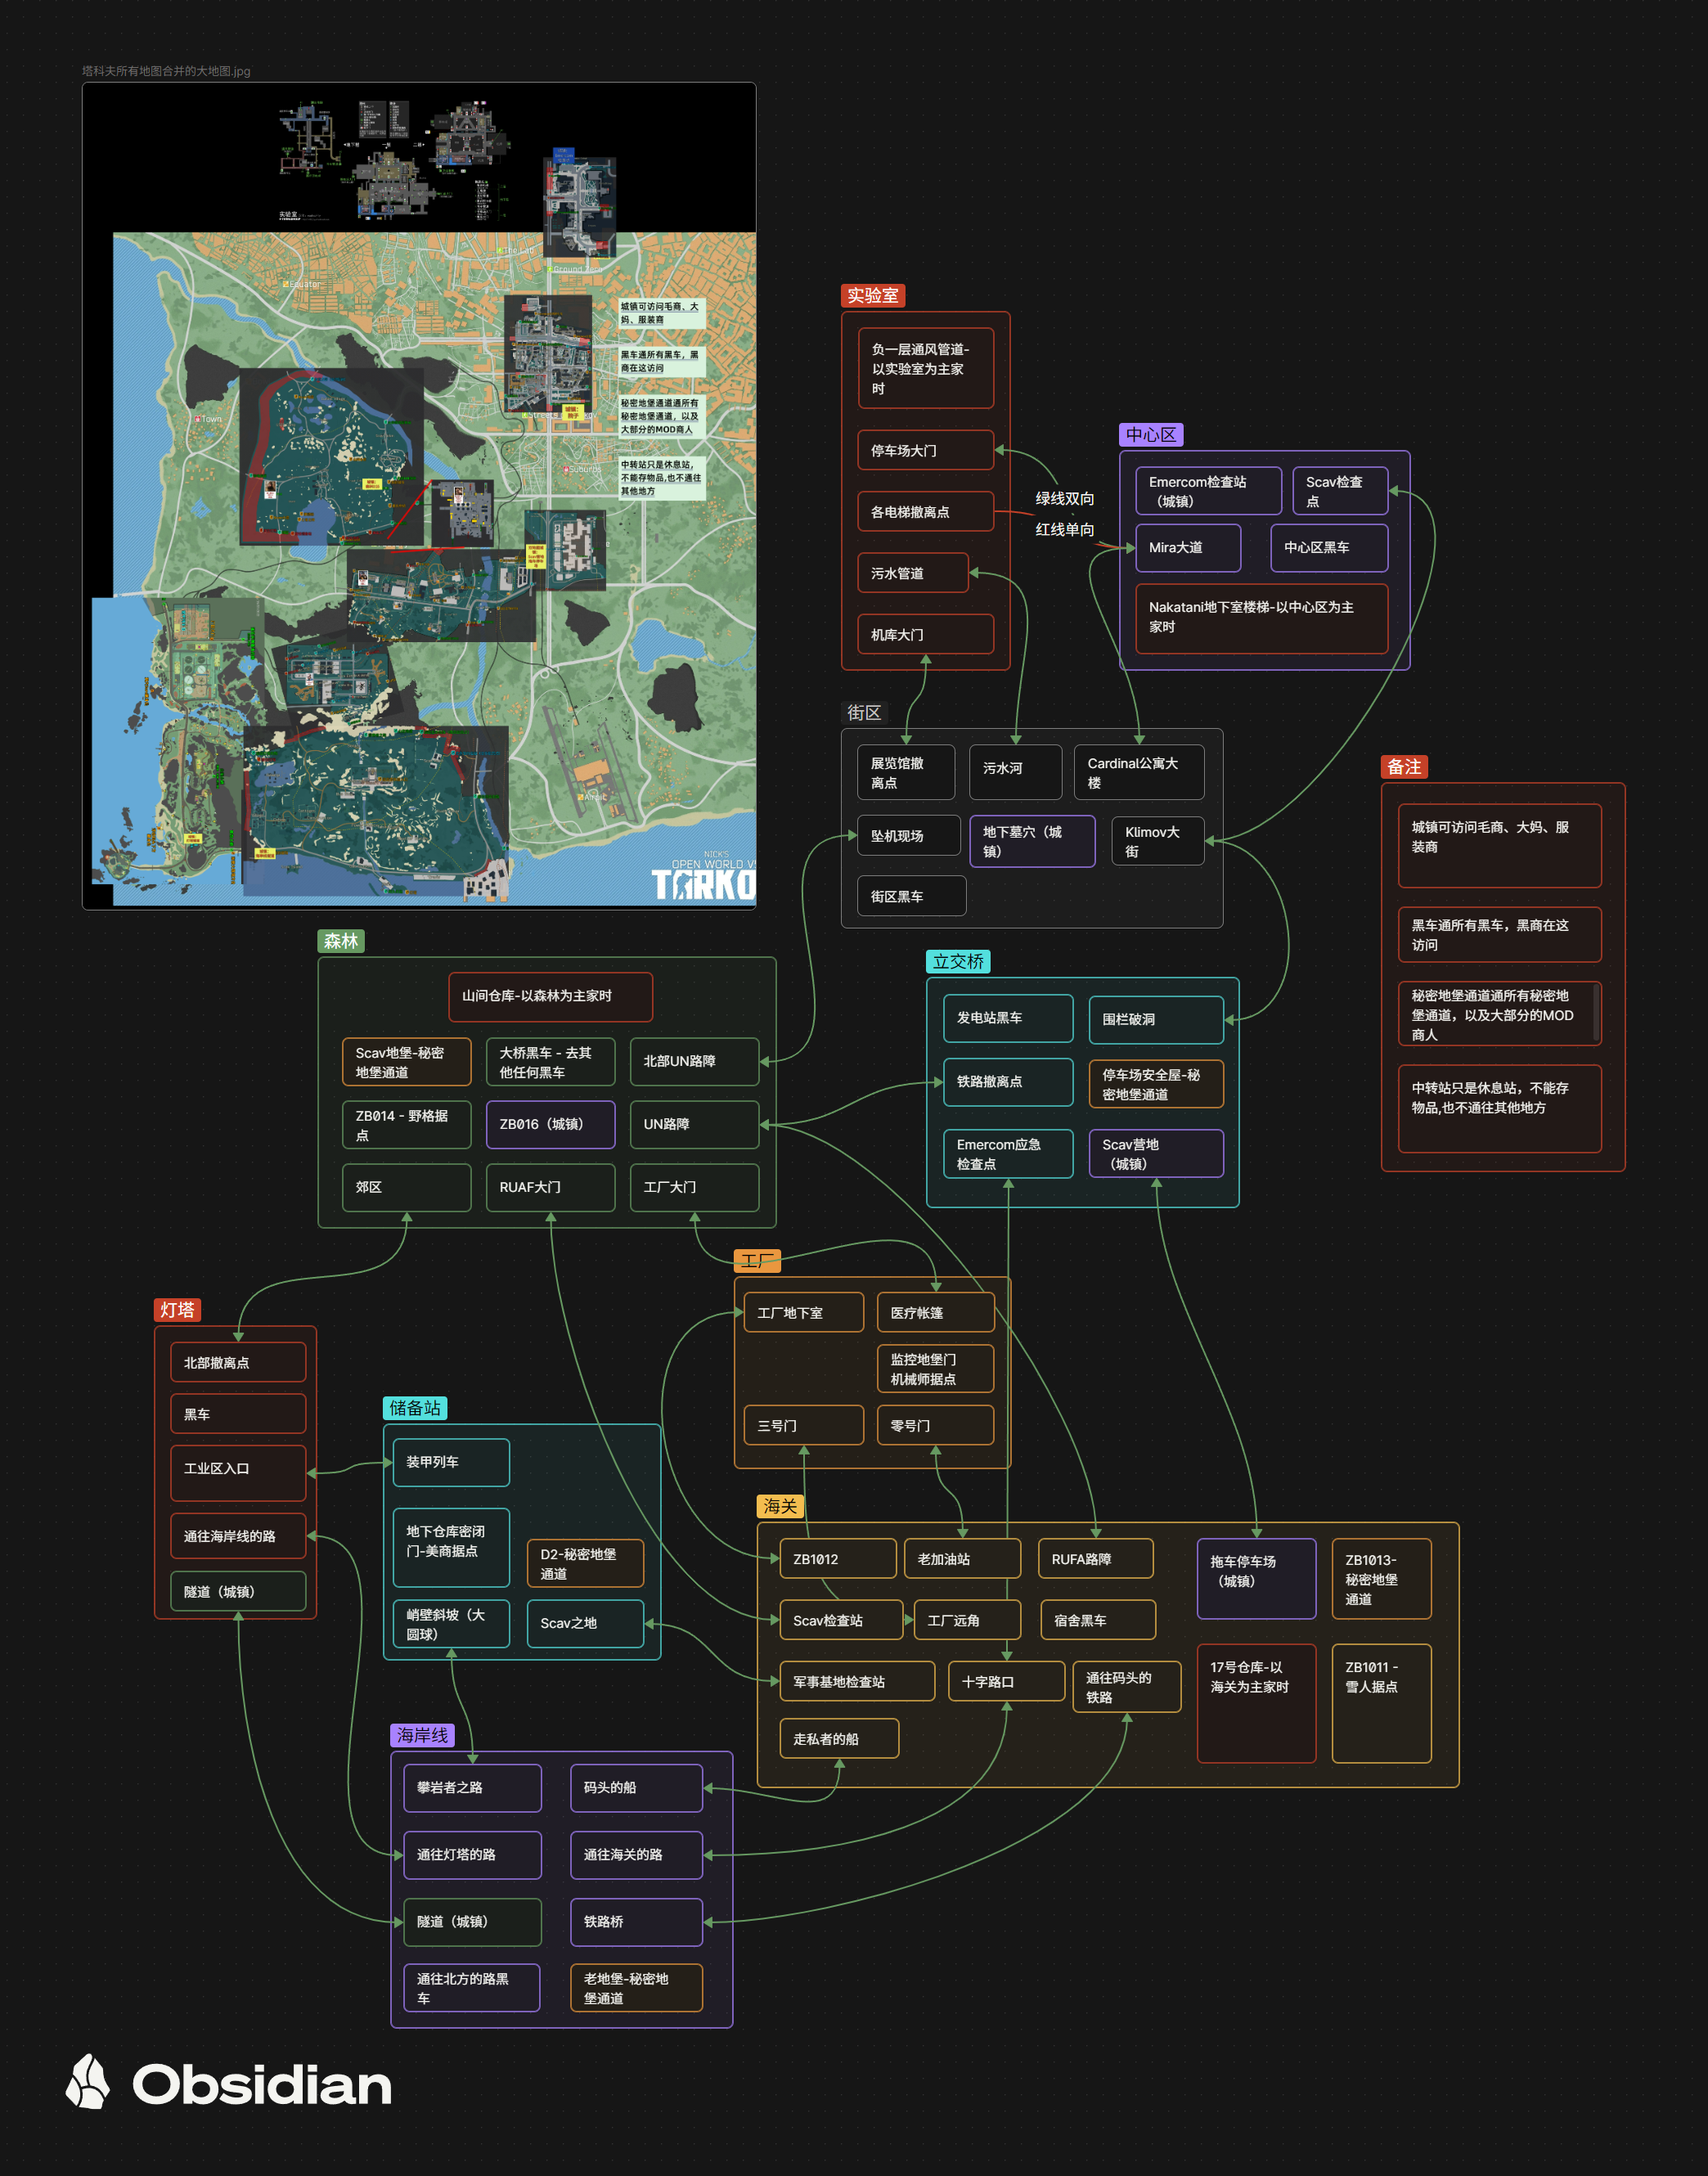 塔科夫所有地图合并的大地图.jpg
实验室
The Lab
Ground Zero
Equator
城镇可访问毛商、大
妈、服装商
黑车通所有黑车，黑
商在这访问
秘密地堡通道通所有
秘密地堡通道，以及
大部分的MOD商人
中转站只是休息站，
不能存物品,也不通往
其他地方
Town
Suburbs
Airport
NICK'S
OPEN WORLD V
TARKO
实验室
负一层通风管道-
以实验室为主家
时
停车场大门
各电梯撤离点
污水管道
机库大门
绿线双向
红线单向
中心区
Emercom检查站
（城镇）
Scav检查
点
Mira大道
中心区黑车
Nakatani地下室楼梯-以中心区为主
家时
街区
展览馆撤
离点
污水河
Cardinal公寓大
楼
坠机现场
地下墓穴（城
镇）
Klimov大
街
街区黑车
备注
城镇可访问毛商、大妈、服
装商
黑车通所有黑车，黑商在这
访问
秘密地堡通道通所有秘密地
堡通道，以及大部分的MOD
商人
中转站只是休息站，不能存
物品,也不通往其他地方
森林
山间仓库-以森林为主家时
Scav地堡-秘密
地堡通道
大桥黑车 - 去其
他任何黑车
北部UN路障
ZB014 - 野格据
点
ZB016（城镇）
UN路障
郊区
RUAF大门
工厂大门
立交桥
发电站黑车
围栏破洞
铁路撤离点
停车场安全屋-秘
密地堡通道
Emercom应急
检查点
Scav营地
（城镇）
工厂
工厂地下室
医疗帐篷
监控地堡门
机械师据点
三号门
零号门
灯塔
北部撤离点
黑车
工业区入口
通往海岸线的路
隧道（城镇）
储备站
装甲列车
地下仓库密闭
门-美商据点
D2-秘密地堡
通道
峭壁斜坡（大
圆球）
Scav之地
海关
ZB1012
老加油站
RUFA路障
拖车停车场
（城镇）
ZB1013-
秘密地堡
通道
Scav检查站
工厂远角
宿舍黑车
军事基地检查站
十字路口
通往码头的
铁路
17号仓库-以
海关为主家时
ZB1011 -
雪人据点
走私者的船
海岸线
攀岩者之路
码头的船
通往灯塔的路
通往海关的路
隧道（城镇）
铁路桥
通往北方的路黑
车
老地堡-秘密地
堡通道
Obsidian